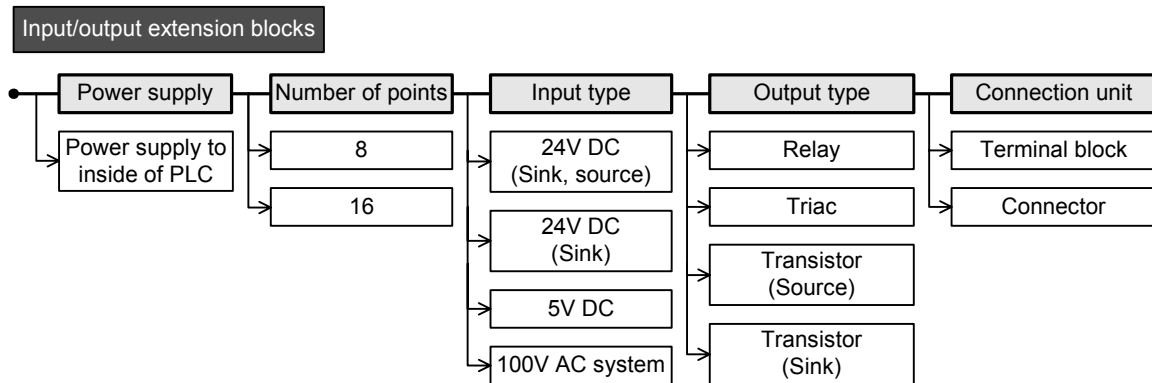 Input/output extension blocks
Power supply
Number of points
Input type
Output type
Connection unit
Power supply to
inside of PLC
8
16
24V DC
(Sink, source)
24V DC
(Sink)
5V DC
100V AC system
Relay
Triac
Transistor
(Source)
Transistor
(Sink)
Terminal block
Connector